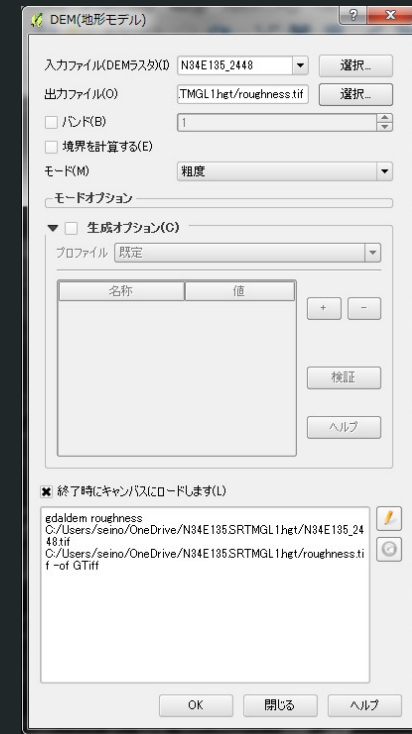 DEM(地形モデル)
入力ファイル(DEMラスタ)(I) N34E135_2448 選択...
出力ファイル(O) .TMGL1.hgt/roughness.tif 選択...
バンド(B) 1
境界を計算する(E)
モード(M) 粗度
モードオプション
生成オプション(C)
プロファイル 既定
名称 値
+ -
検証
ヘルプ
終了時にキャンバスにロードします(L)
gdaldem roughness
C:/Users/seino/OneDrive/N34E135.SRTMGL1.hgt/N34E135_24
48.tif
C:/Users/seino/OneDrive/N34E135.SRTMGL1.hgt/roughness.ti
f -of GTiff
OK 閉じる ヘルプ